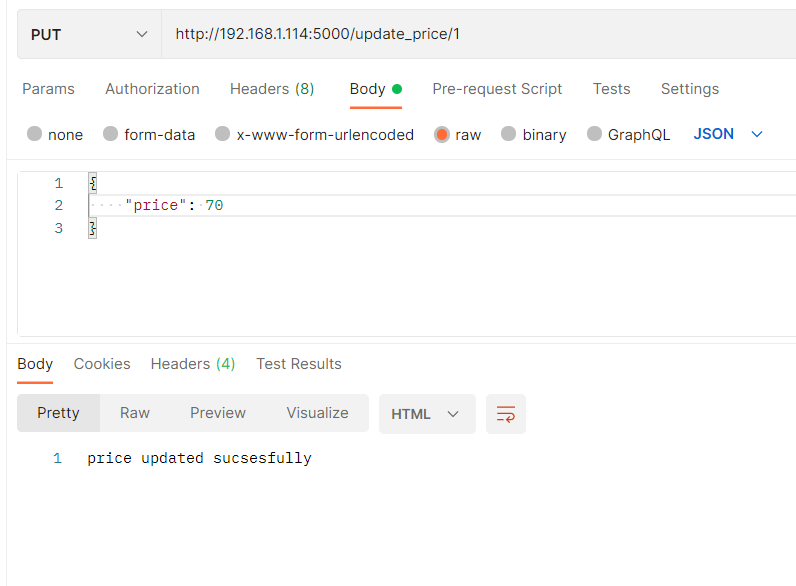 PUT http://192.168.1.114:5000/update_price/1
Params Authorization Headers (8) Body Pre-request Script Tests Settings
none form-data x-www-form-urlencoded raw binary GraphQL JSON
1 {
2 "price": 70
3 }
Body Cookies Headers (4) Test Results
Pretty Raw Preview Visualize HTML
1 price updated sucsesfully